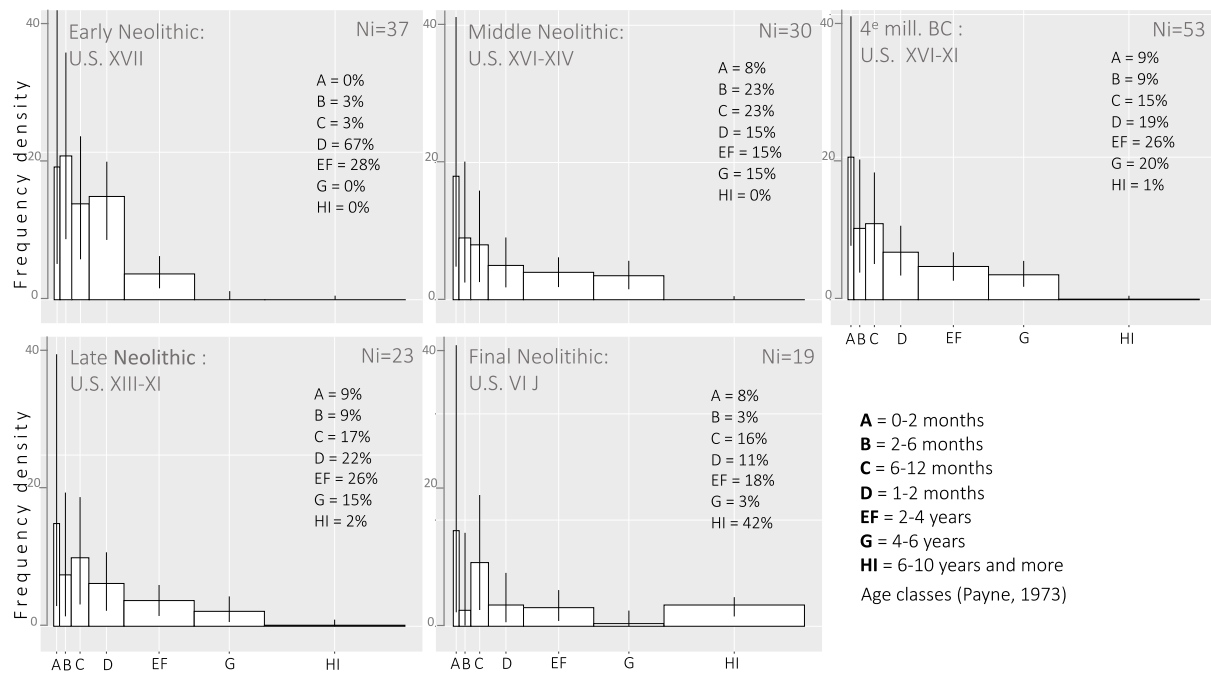 Early Neolithic:
U.S. XVII
Ni=37
A = 0%
B = 3%
C = 3%
D = 67%
EF = 28%
G = 0%
HI = 0%
Frequency density
40
20
0
Middle Neolithic:
U.S. XVI-XIV
Ni=30
A = 8%
B = 23%
C = 23%
D = 15%
EF = 15%
G = 15%
HI = 0%
40
20
0
4e mill. BC :
U.S. XVI-XI
Ni=53
A = 9%
B = 9%
C = 15%
D = 19%
EF = 26%
G = 20%
HI = 1%
40
20
0
A B C D EF G HI
Late Neolithic :
U.S. XIII-XI
Ni=23
A = 9%
B = 9%
C = 17%
D = 22%
EF = 26%
G = 15%
HI = 2%
Frequency density
40
20
0
A B C D EF G HI
Final Neolitihic:
U.S. VI J
Ni=19
A = 8%
B = 3%
C = 16%
D = 11%
EF = 18%
G = 3%
HI = 42%
40
20
0
A B C D EF G HI
A = 0-2 months
B = 2-6 months
C = 6-12 months
D = 1-2 months
EF = 2-4 years
G = 4-6 years
HI = 6-10 years and more
Age classes (Payne, 1973)